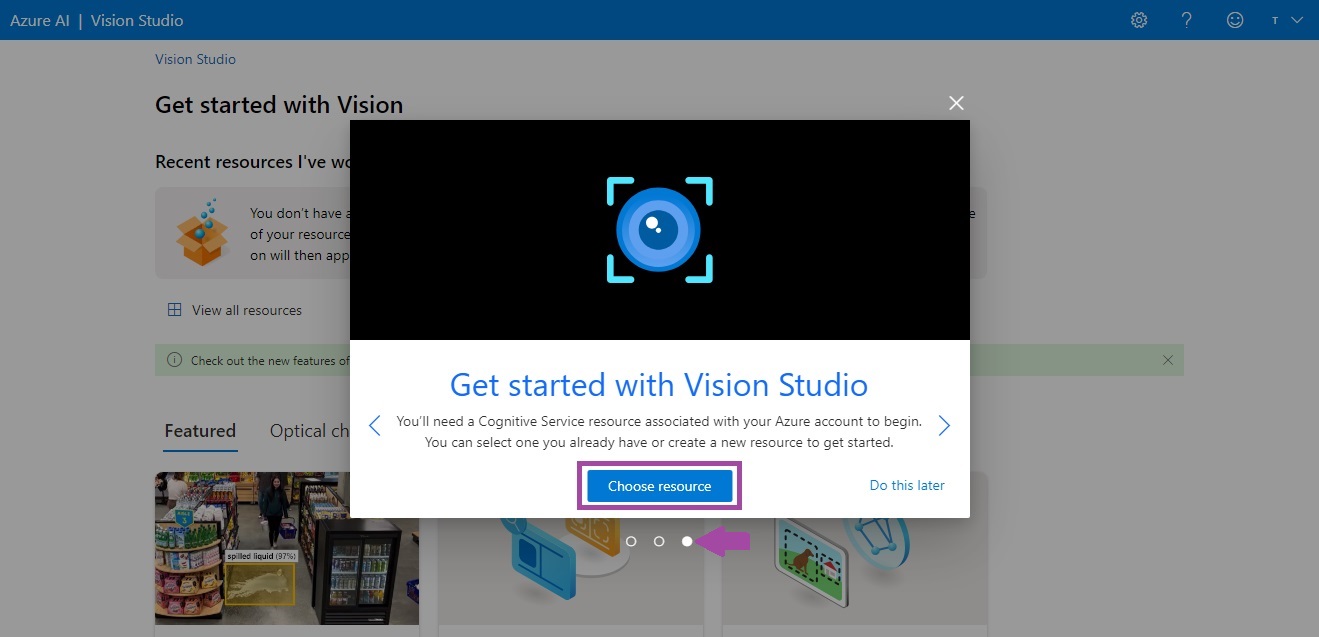 Azure AI | Vision Studio
T
Vision Studio
Get started with Vision
Recent resources I've wo
You don't have a
of your resource
on will then app
e
View all resources
Check out the new features of
Get started with Vision Studio
You'll need a Cognitive Service resource associated with your Azure account to begin.
You can select one you already have or create a new resource to get started.
Choose resource
Do this later
Featured
Optical ch
spilled liquid (97%)